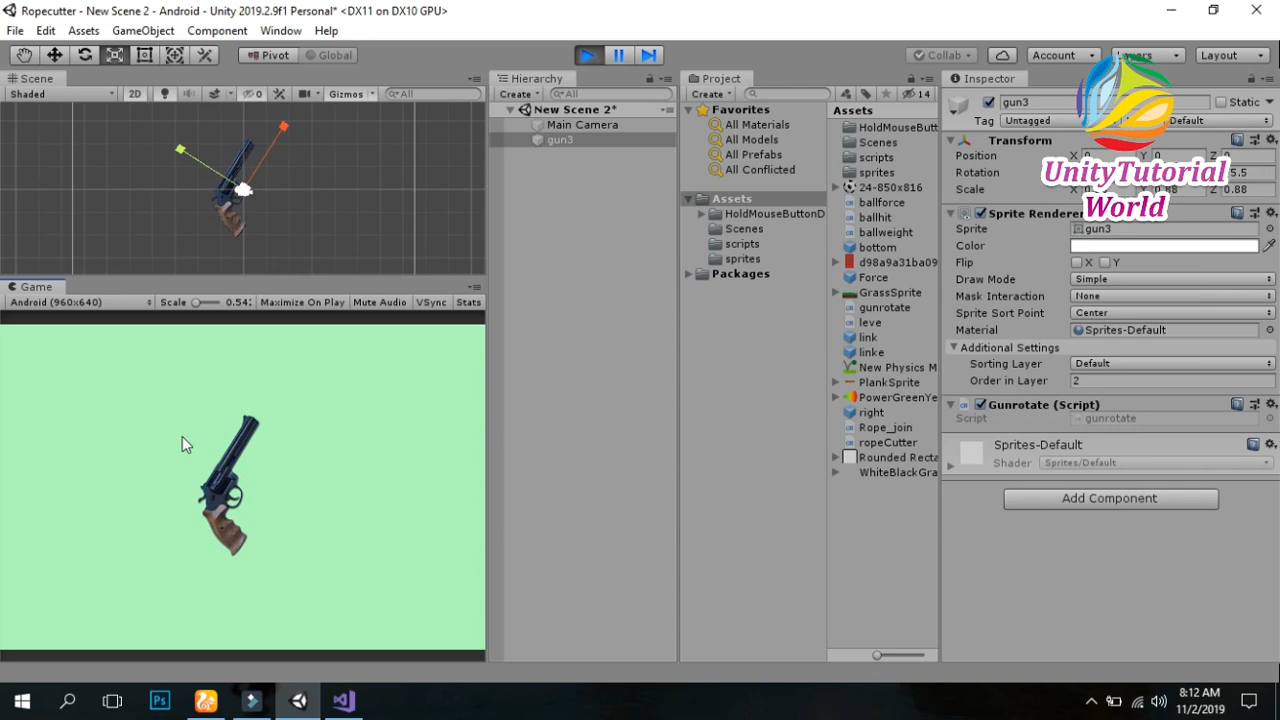 Ropecutter - New Scene 2 - Android - Unity 2019.2.9f1 Personal* <DX11 on DX10 GPU>
File Edit Assets GameObject Component Window Help
Pivot Global Collab Account Layers Layout
Scene Hierarchy Project Inspector
Shaded 2D 0 Gizmos All Create All Create 14 gun3 Static
Tag Untagged Default
New Scene 2*
Main Camera
gun3
Favorites
All Materials
All Models
All Prefabs
All Conflicted
Assets
HoldMouseButtonD
Scenes
scripts
sprites
Packages
Assets
HoldMouseButt
Scenes
scripts
sprites
24-850x816
ballforce
ballhit
ballweight
bottom
d98a9a31ba09
Force
GrassSprite
gunrotate
leve
link
linke
New Physics M
PlankSprite
PowerGreenYe
right
Rope_join
ropeCutter
Rounded Recta
WhiteBlackGra
Transform
Position X 0 Y 0 Z 0
Rotation X Y Z 5.5
Scale X Y 0.88 Z 0.88
UnityTutorial
World
Sprite Renderer
Sprite gun3
Color
Flip X Y
Draw Mode Simple
Mask Interaction None
Sprite Sort Point Center
Material Sprites-Default
Additional Settings
Sorting Layer Default
Order in Layer 2
Gunrotate (Script)
Script gunrotate
Sprites-Default
Shader Sprites/Default
Add Component
Game
Android (960x640) Scale 0.54 Maximize On Play Mute Audio VSync Stats
Ps
8:12 AM
11/2/2019